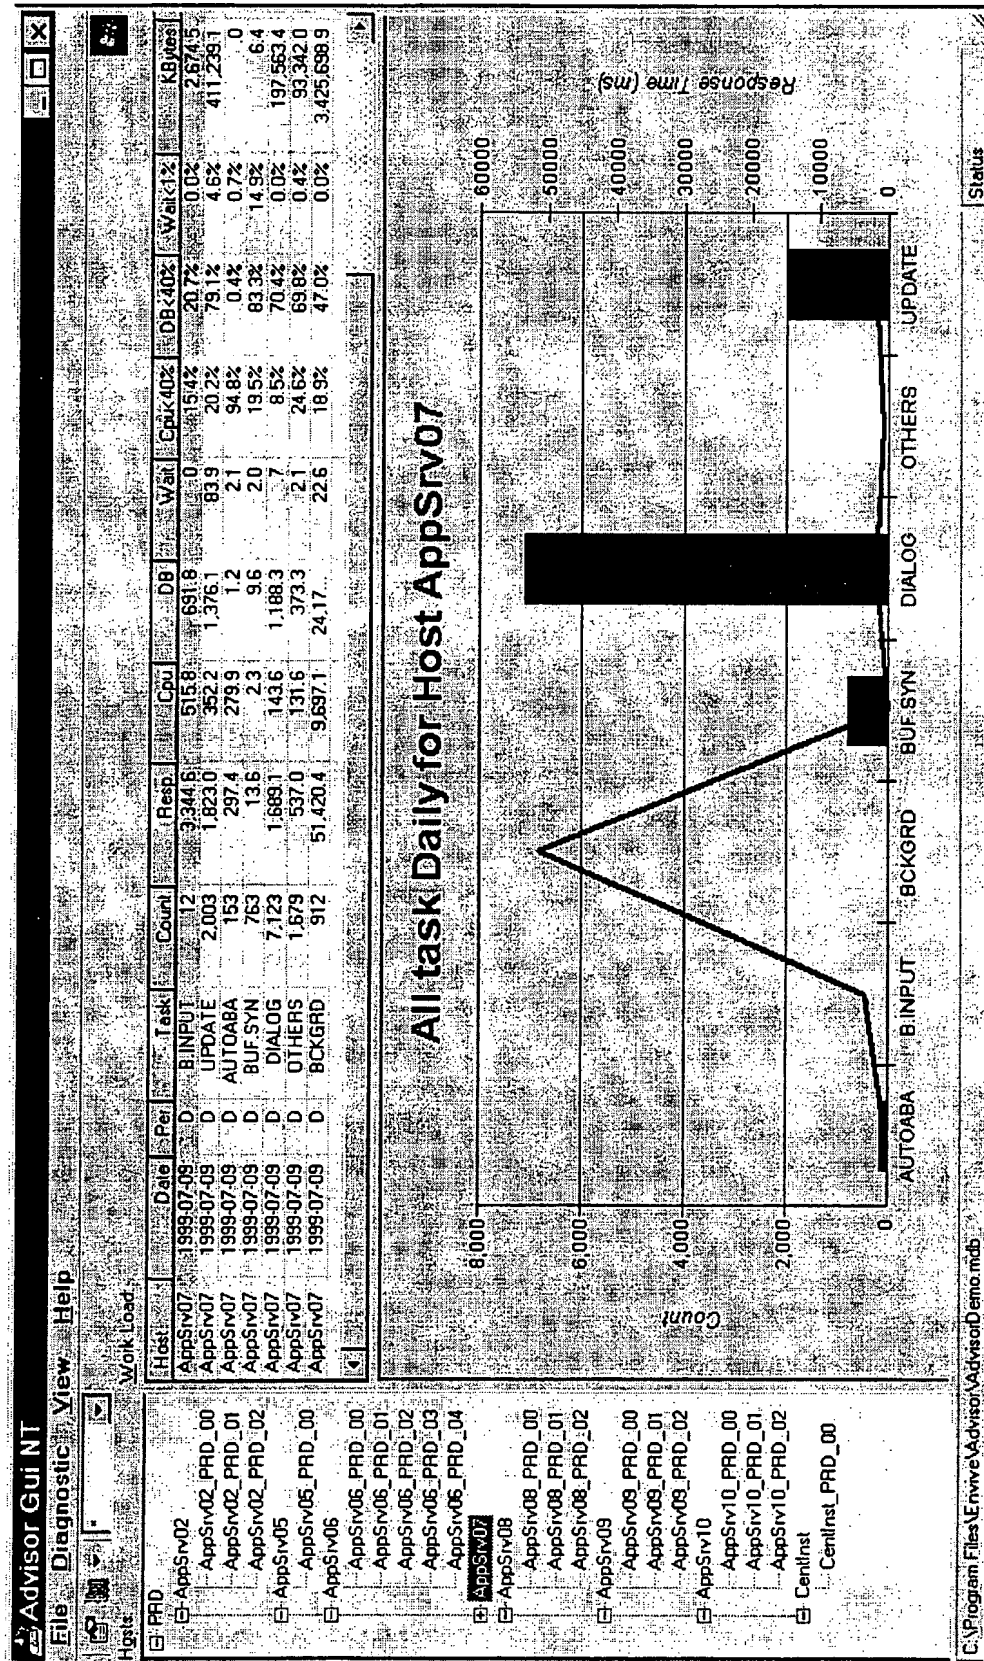 Advisor Gui NT
File Diagnostic View Help
Hosts
Work Load
PRD
AppSrv02
AppSrv02_PRD_00
AppSrv02_PRD_01
AppSrv02_PRD_02
AppSrv05
AppSrv05_PRD_00
AppSrv06
AppSrv06_PRD_00
AppSrv06_PRD_01
AppSrv06_PRD_02
AppSrv06_PRD_03
AppSrv06_PRD_04
AppSrv07
AppSrv08
AppSrv08_PRD_00
AppSrv08_PRD_01
AppSrv08_PRD_02
AppSrv09
AppSrv09_PRD_00
AppSrv09_PRD_01
AppSrv09_PRD_02
AppSrv10
AppSrv10_PRD_00
AppSrv10_PRD_01
AppSrv10_PRD_02
CentInst
CentInst_PRD_00
Host Date Per Task Count Resp Cpu DB Wait Cpu<40% DB<40% Wait<1% KBytes
AppSrv07 1999-07-09 D B.INPUT 12 3,344.6 515.8 691.8 0 15.4% 20.7% 0.0% 2,674.5
AppSrv07 1999-07-09 D UPDATE 2,003 1,823.0 352.2 1,376.1 83.9 20.2% 79.1% 4.6% 411,239.1
AppSrv07 1999-07-09 D AUTOABA 153 297.4 279.9 1.2 2.1 94.8% 0.4% 0.7% .0
AppSrv07 1999-07-09 D BUF.SYN 763 13.6 2.3 9.6 2.0 19.5% 83.3% 14.9% 6.4
AppSrv07 1999-07-09 D DIALOG 7,123 1,689.1 143.6 1,188.3 .7 8.5% 70.4% 0.0% 197,563.4
AppSrv07 1999-07-09 D OTHERS 1,679 537.0 131.6 373.3 2.1 24.6% 69.8% 0.4% 93,342.0
AppSrv07 1999-07-09 D BCKGRD 912 51,420.4 9,697.1 24,17... 22.6 18.9% 47.0% 0.0% 3,425,698.9
All task Daily for Host AppSrv07
Count
8,000
6,000
4,000
2,000
0
Response Time (ms)
60000
50000
40000
30000
20000
10000
0
AUTOABA B.INPUT BCKGRD BUF.SYN DIALOG OTHERS UPDATE
C:\Program Files\Envive\Advisor\AdvisorDemo.mdb Status